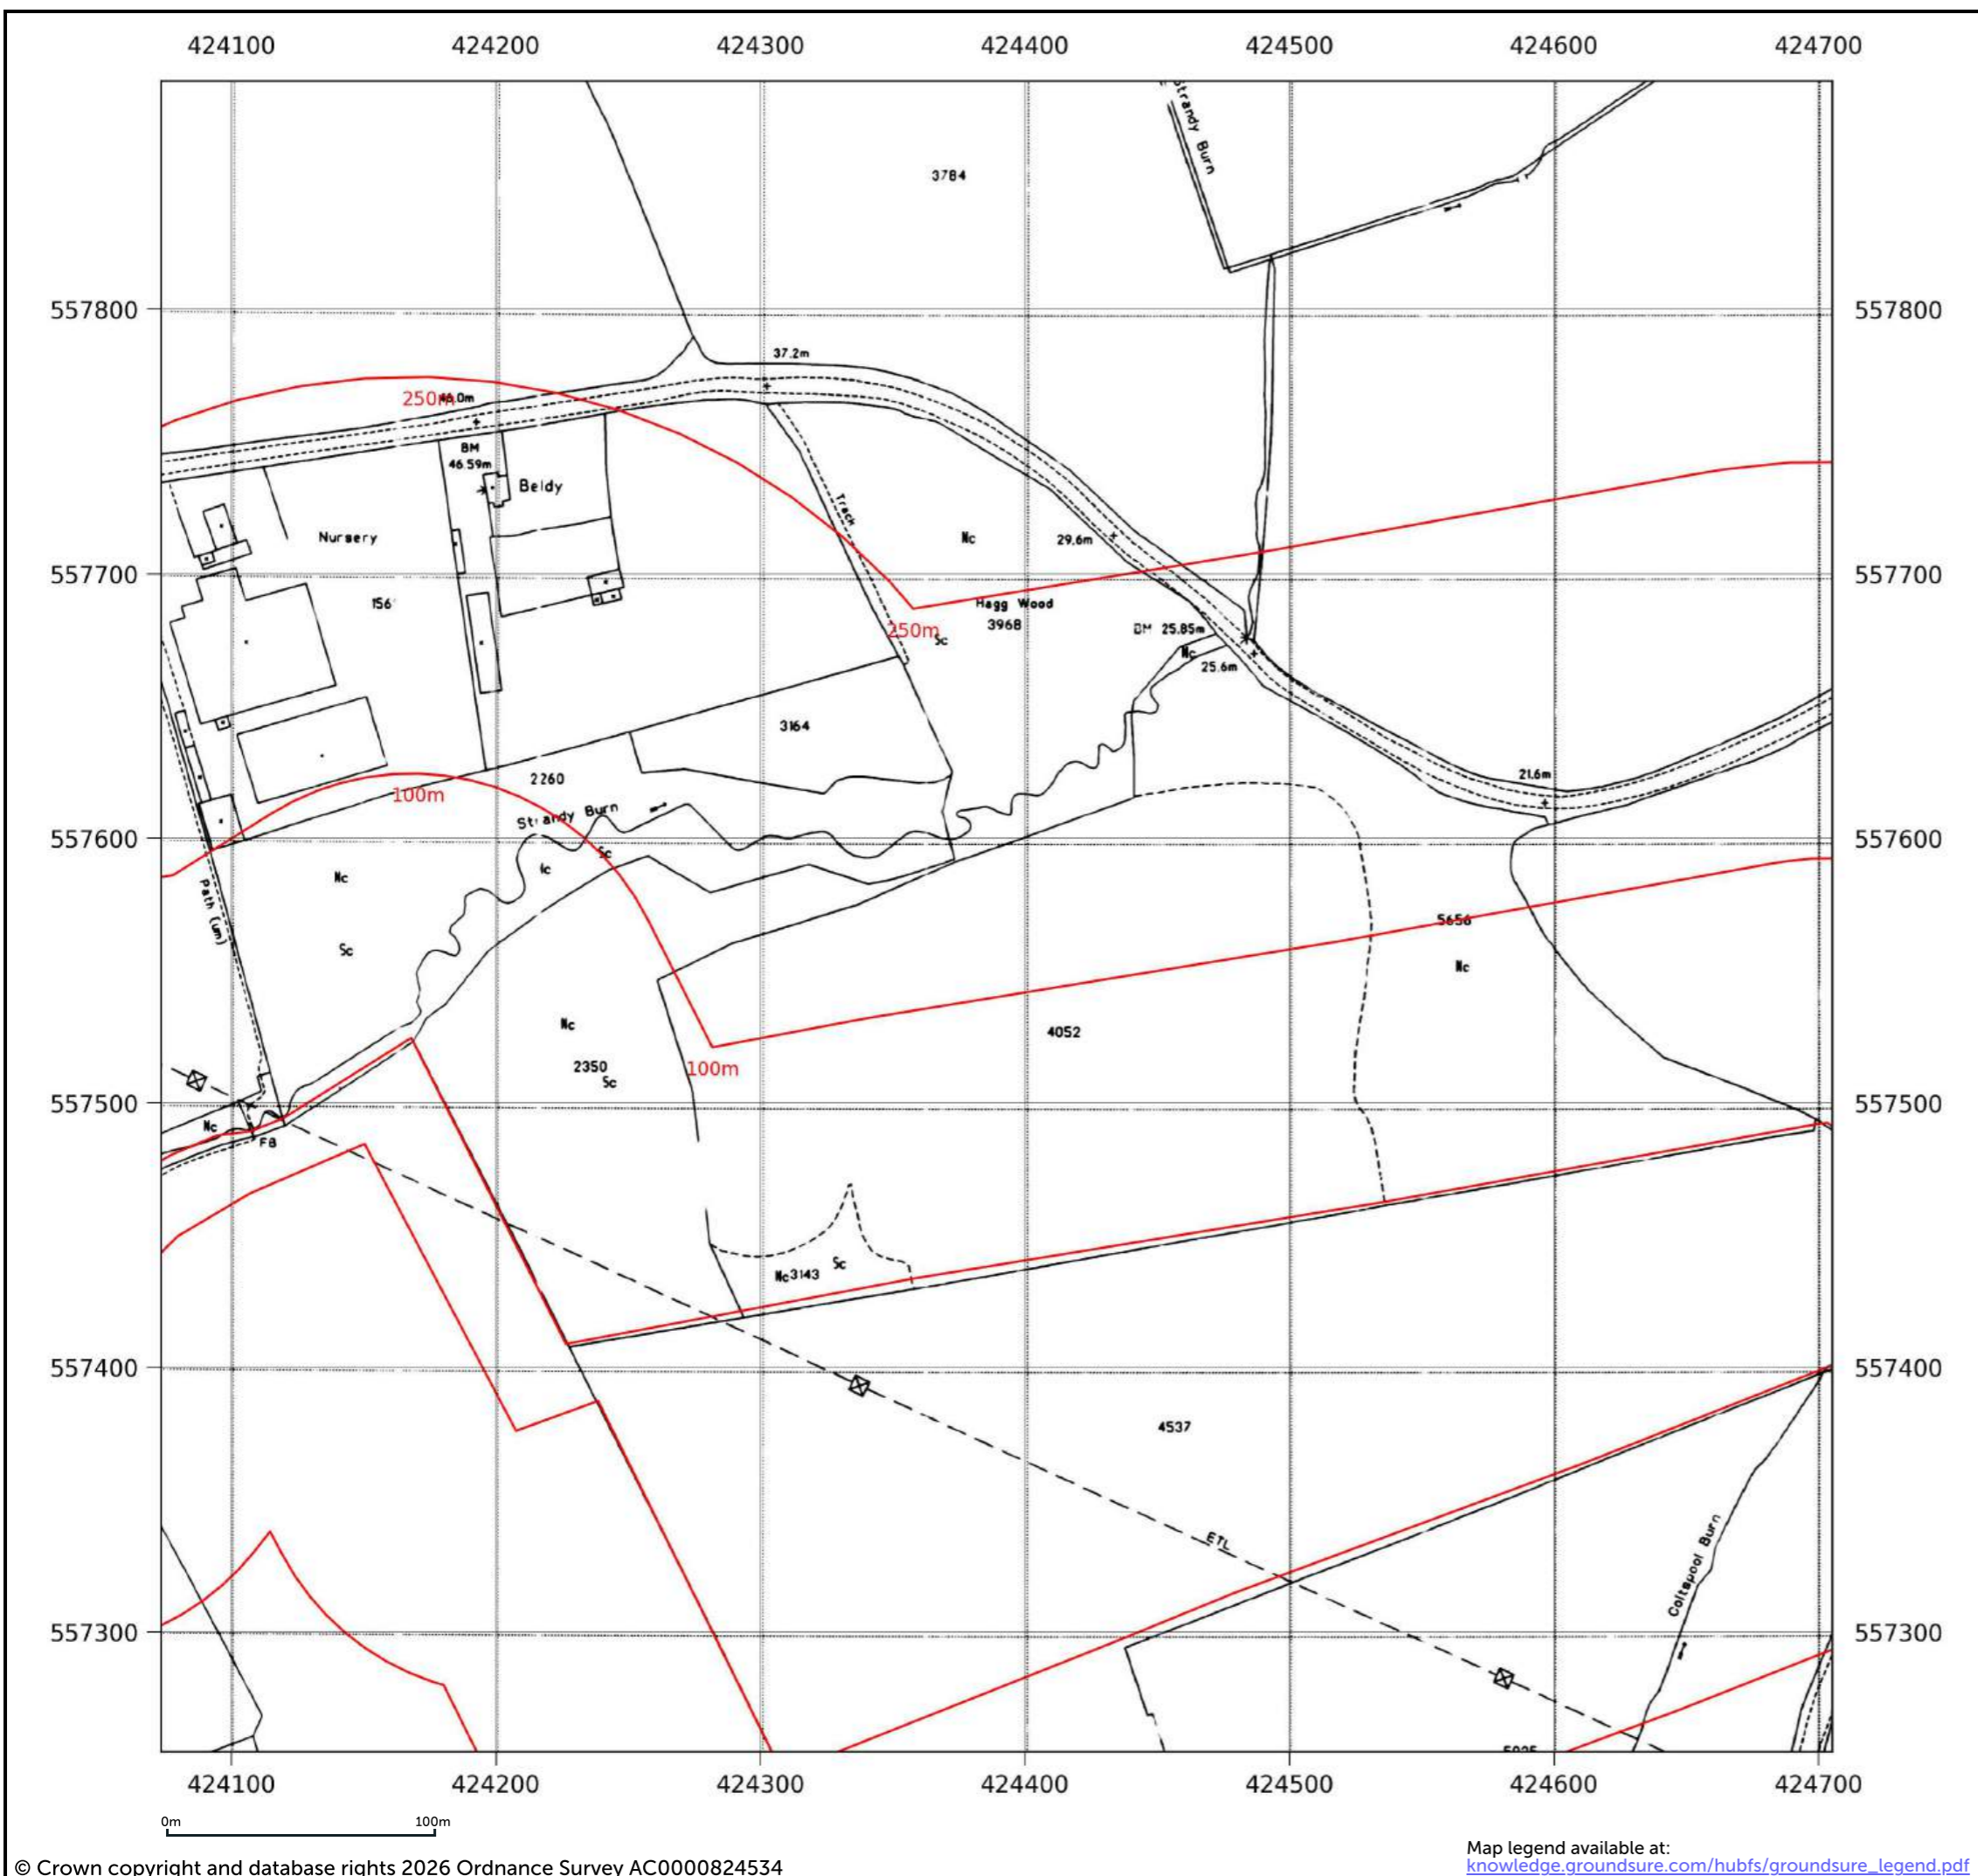 424100 424200 424300 424400 424500 424600 424700
Strandy Burn
3784
557800 557800
37.2m
250m 46.0m
BM
46.59m
Beldy
Track
Nursery
Nc
29.6m
557700 557700
156
Hagg Wood
3968
250m
Sc
BM 25.85m
Nc
25.6m
3164
2260
21.6m
100m
Strandy Burn
557600 557600
Sc
Nc
Path (um)
5656
Sc
Nc
Nc
4052
2350
Sc
100m
557500 557500
Nc
FB
Sc
Nc 3143
557400 557400
4537
ETL
Coltspool Burn
557300 557300
424100 424200 424300 424400 424500 424600 424700
0m 100m
Map legend available at:
© Crown copyright and database rights 2026 Ordnance Survey AC0000824534
knowledge.groundsure.com/hubfs/groundsure_legend.pdf